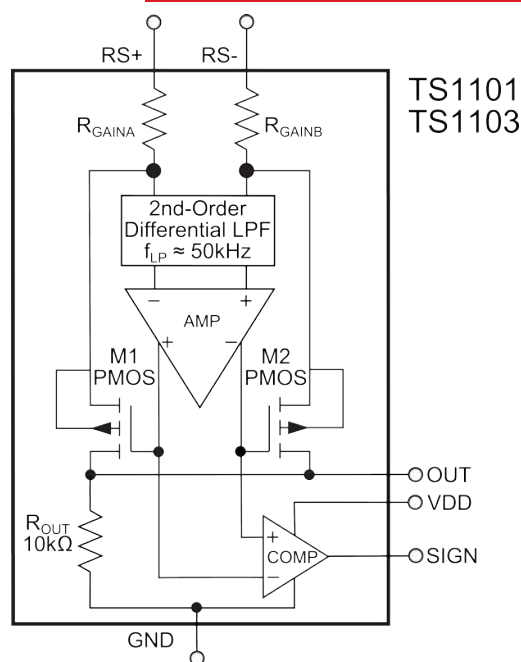 RS+ RS-
TS1101
TS1103
RGAINA RGAINB
2nd-Order
Differential LPF
fLP ≈ 50kHz
− +
AMP
+ −
M1
PMOS
M2
PMOS
OUT
VDD
ROUT
10kΩ
+
COMP
−
SIGN
GND